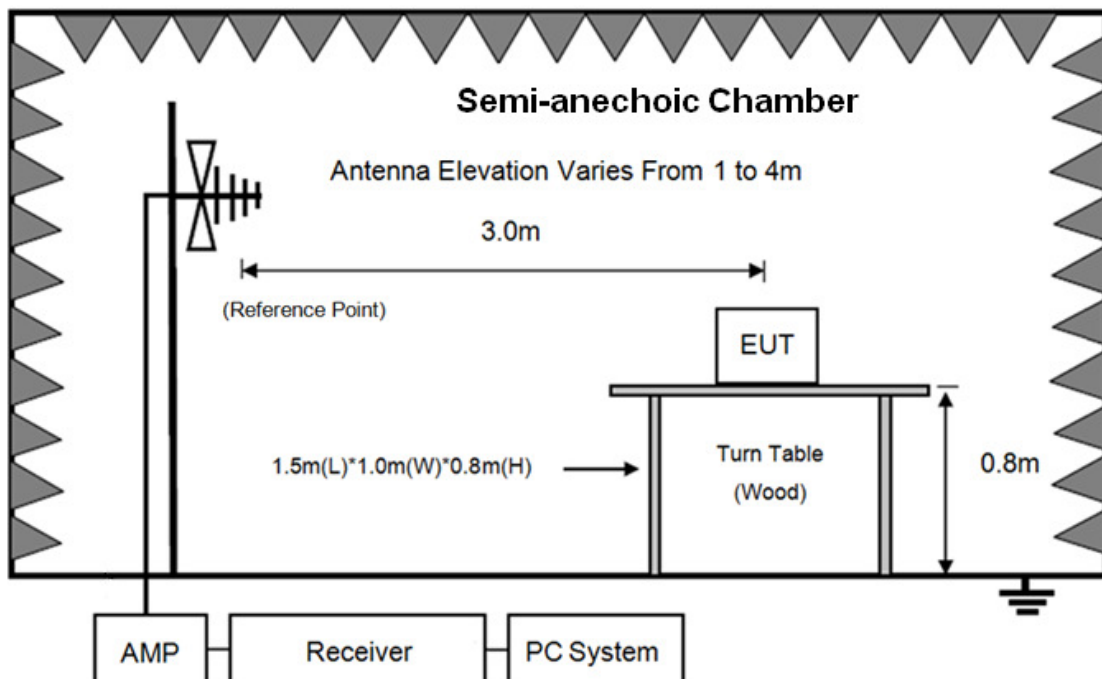 Semi-anechoic Chamber
Antenna Elevation Varies From 1 to 4m
3.0m
(Reference Point)
EUT
1.5m(L)*1.0m(W)*0.8m(H)
Turn Table
(Wood)
0.8m
AMP
Receiver
PC System